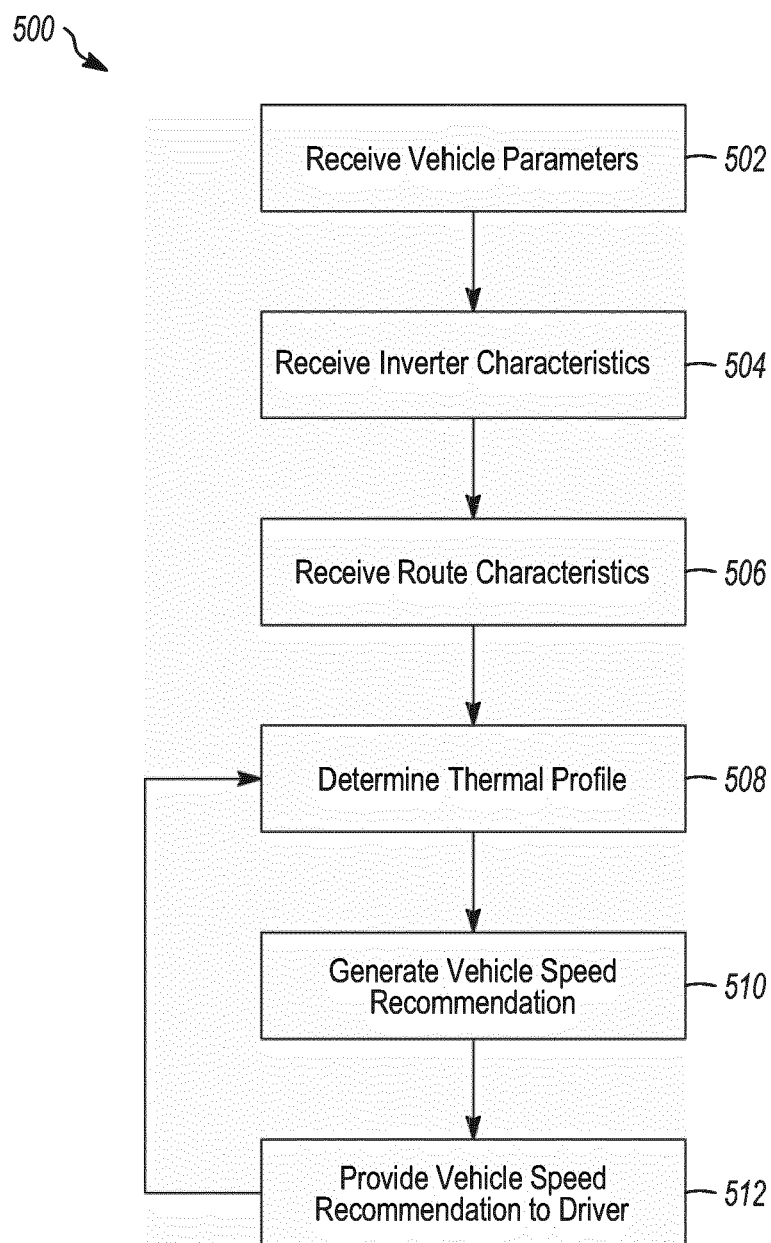 500
Receive Vehicle Parameters
502
Receive Inverter Characteristics
504
Receive Route Characteristics
506
Determine Thermal Profile
508
Generate Vehicle Speed
Recommendation
510
Provide Vehicle Speed
Recommendation to Driver
512